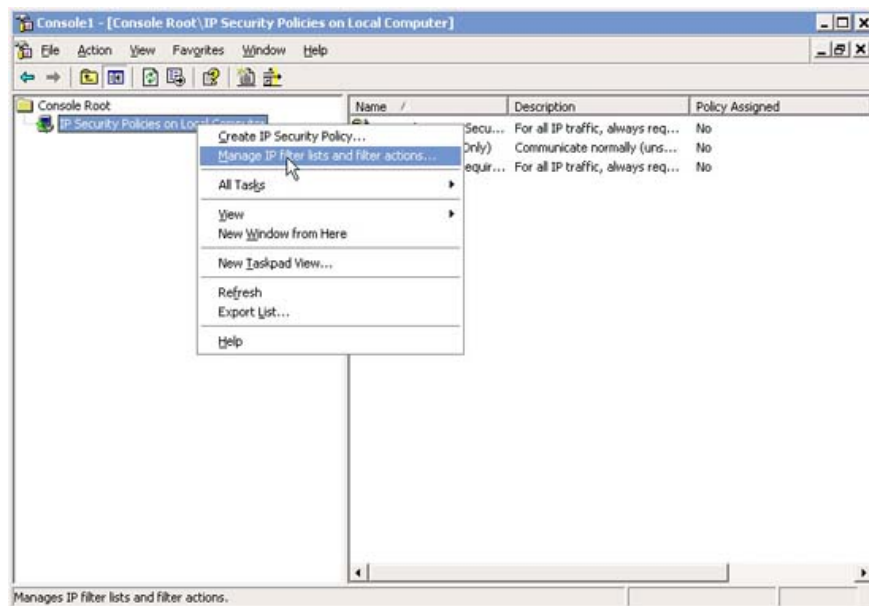 Console1 - [Console Root\IP Security Policies on Local Computer]
File Action View Favorites Window Help
Console Root
IP Security Policies on Local Computer
Name Description Policy Assigned
Secu... For all IP traffic, always req... No
Only) Communicate normally (uns... No
equir... For all IP traffic, always req... No
Create IP Security Policy...
Manage IP filter lists and filter actions...
All Tasks
View
New Window from Here
New Taskpad View...
Refresh
Export List...
Help
Manages IP filter lists and filter actions.